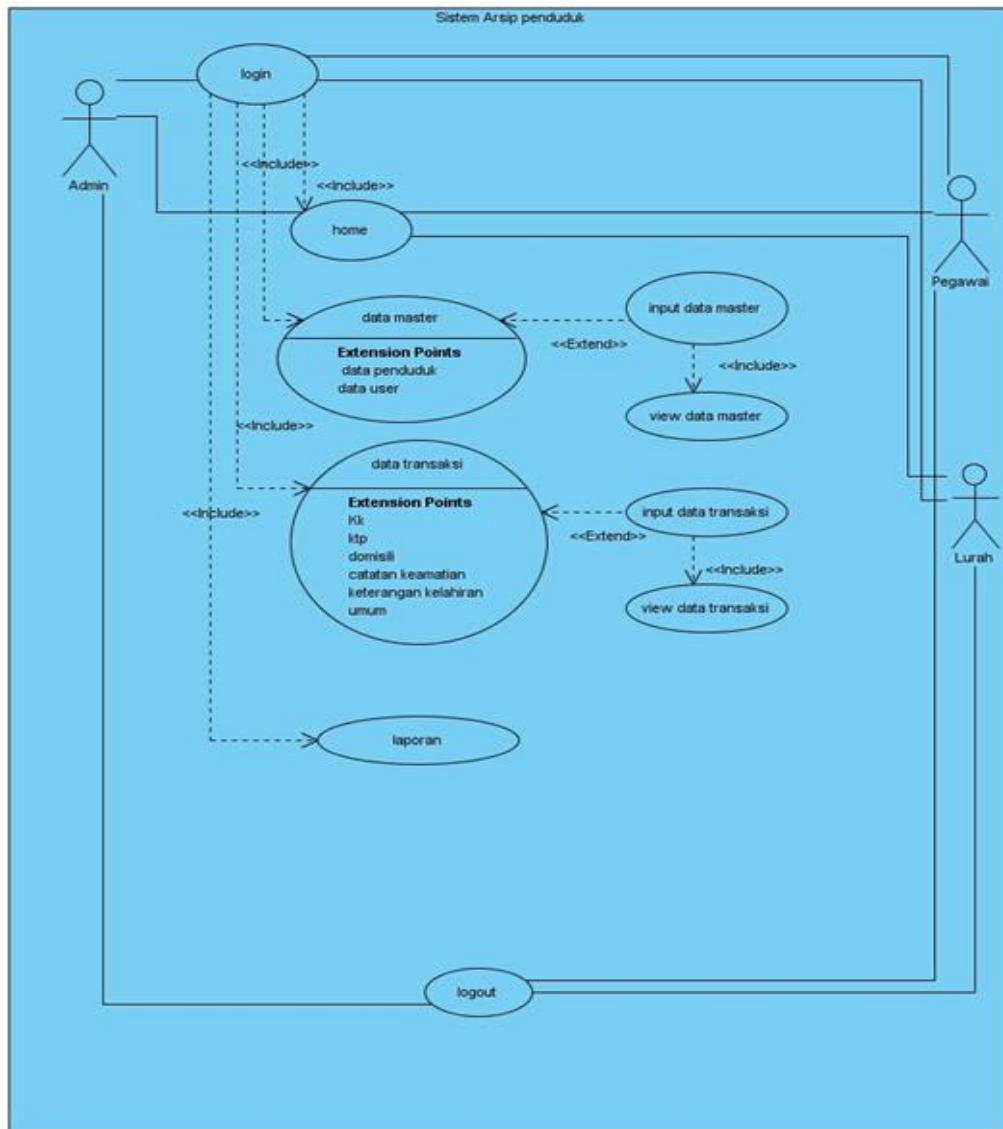 Sistem Arsip penduduk
login
Admin
<<Include>>
<<Include>>
home
Pegawai
data master
Extension Points
data penduduk
data user
input data master
<<Extend>>
<<Include>>
view data master
<<Include>>
data transaksi
Extension Points
Kk
ktp
domisili
catatan keamatian
keterangan kelahiran
umum
<<Include>>
input data transaksi
<<Extend>>
<<Include>>
view data transaksi
Lurah
laporan
logout